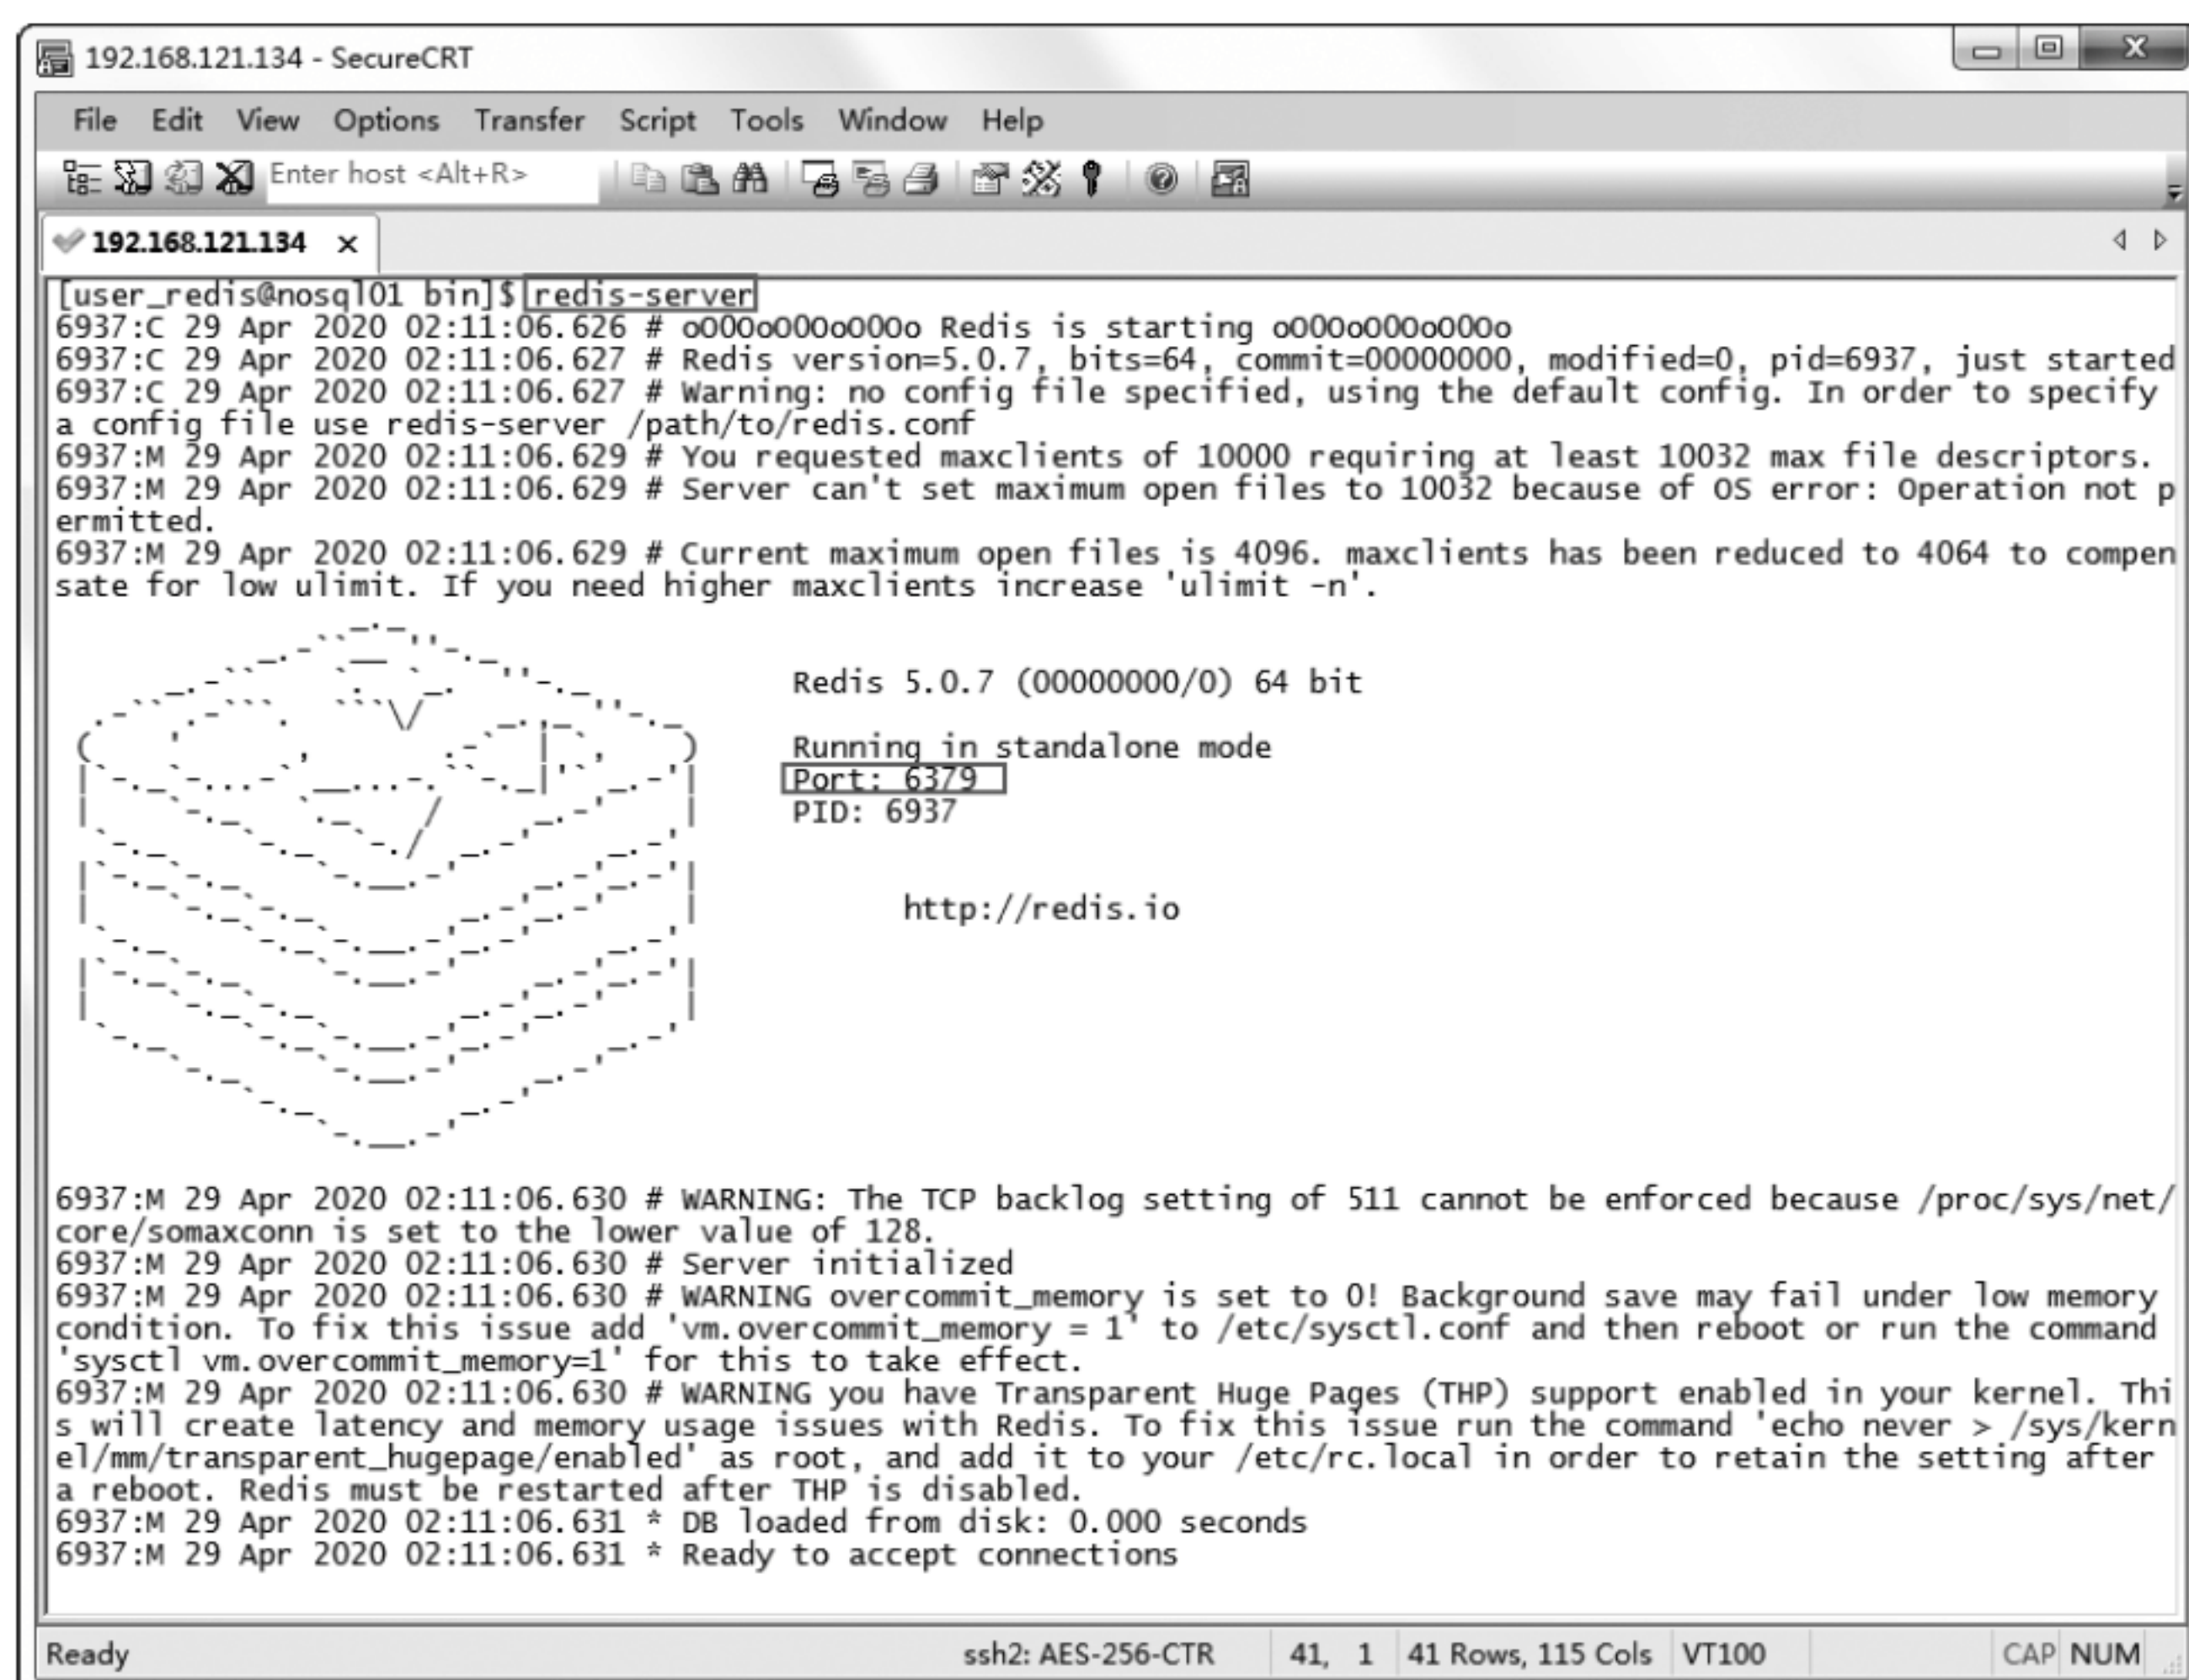 192.168.121.134 - SecureCRT
File Edit View Options Transfer Script Tools Window Help
Enter host <Alt+R>
192.168.121.134 x
[user_redis@nosql01 bin]$ redis-server
6937:C 29 Apr 2020 02:11:06.626 # oO0OoO0OoO0Oo Redis is starting oO0OoO0OoO0Oo
6937:C 29 Apr 2020 02:11:06.627 # Redis version=5.0.7, bits=64, commit=00000000, modified=0, pid=6937, just started
6937:C 29 Apr 2020 02:11:06.627 # Warning: no config file specified, using the default config. In order to specify
a config file use redis-server /path/to/redis.conf
6937:M 29 Apr 2020 02:11:06.629 # You requested maxclients of 10000 requiring at least 10032 max file descriptors.
6937:M 29 Apr 2020 02:11:06.629 # Server can't set maximum open files to 10032 because of OS error: Operation not p
ermitted.
6937:M 29 Apr 2020 02:11:06.629 # Current maximum open files is 4096. maxclients has been reduced to 4064 to compen
sate for low ulimit. If you need higher maxclients increase 'ulimit -n'.
Redis 5.0.7 (00000000/0) 64 bit
Running in standalone mode
Port: 6379
PID: 6937
http://redis.io
6937:M 29 Apr 2020 02:11:06.630 # WARNING: The TCP backlog setting of 511 cannot be enforced because /proc/sys/net/
core/somaxconn is set to the lower value of 128.
6937:M 29 Apr 2020 02:11:06.630 # Server initialized
6937:M 29 Apr 2020 02:11:06.630 # WARNING overcommit_memory is set to 0! Background save may fail under low memory
condition. To fix this issue add 'vm.overcommit_memory = 1' to /etc/sysctl.conf and then reboot or run the command
'sysctl vm.overcommit_memory=1' for this to take effect.
6937:M 29 Apr 2020 02:11:06.630 # WARNING you have Transparent Huge Pages (THP) support enabled in your kernel. Thi
s will create latency and memory usage issues with Redis. To fix this issue run the command 'echo never > /sys/kern
el/mm/transparent_hugepage/enabled' as root, and add it to your /etc/rc.local in order to retain the setting after
a reboot. Redis must be restarted after THP is disabled.
6937:M 29 Apr 2020 02:11:06.631 * DB loaded from disk: 0.000 seconds
6937:M 29 Apr 2020 02:11:06.631 * Ready to accept connections
Ready ssh2: AES-256-CTR 41, 1 41 Rows, 115 Cols VT100 CAP NUM